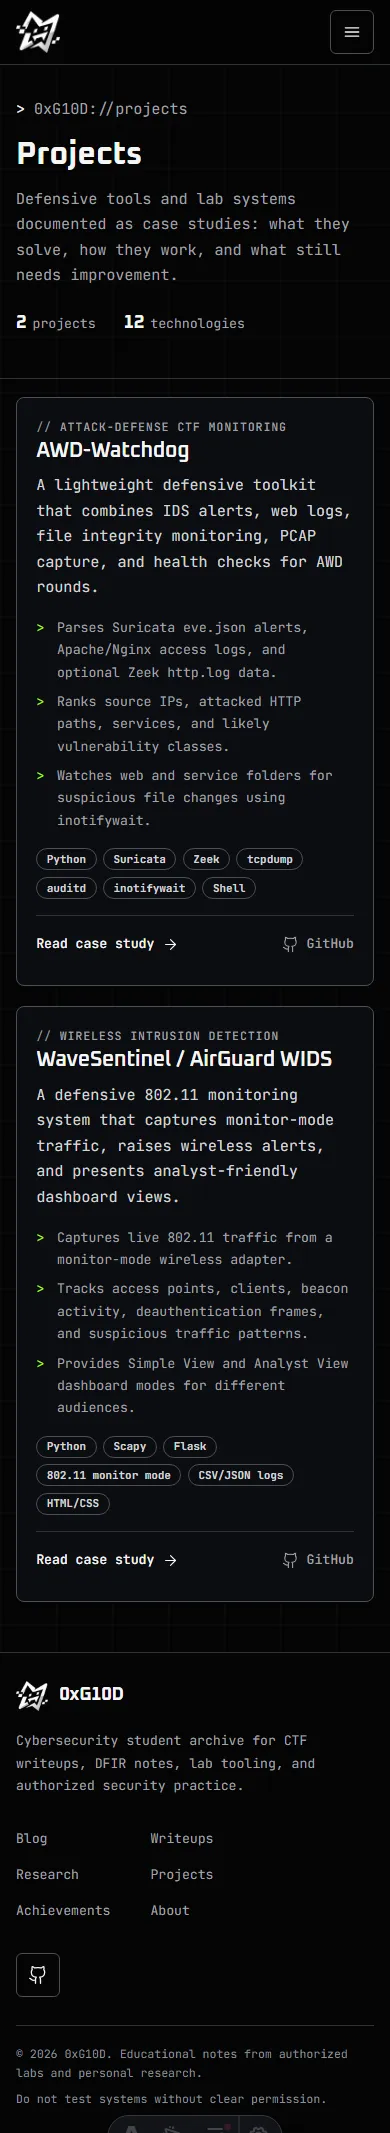 > 0xG10D://projects
Projects
Defensive tools and lab systems
documented as case studies: what they
solve, how they work, and what still
needs improvement.
2 projects 12 technologies
// ATTACK-DEFENSE CTF MONITORING
AWD-Watchdog
A lightweight defensive toolkit
that combines IDS alerts, web logs,
file integrity monitoring, PCAP
capture, and health checks for AWD
rounds.
> Parses Suricata eve.json alerts,
Apache/Nginx access logs, and
optional Zeek http.log data.
> Ranks source IPs, attacked HTTP
paths, services, and likely
vulnerability classes.
> Watches web and service folders for
suspicious file changes using
inotifywait.
Python Suricata Zeek tcpdump
auditd inotifywait Shell
Read case study → GitHub
// WIRELESS INTRUSION DETECTION
WaveSentinel / AirGuard WIDS
A defensive 802.11 monitoring
system that captures monitor-mode
traffic, raises wireless alerts,
and presents analyst-friendly
dashboard views.
> Captures live 802.11 traffic from a
monitor-mode wireless adapter.
> Tracks access points, clients, beacon
activity, deauthentication frames,
and suspicious traffic patterns.
> Provides Simple View and Analyst View
dashboard modes for different
audiences.
Python Scapy Flask
802.11 monitor mode CSV/JSON logs
HTML/CSS
Read case study → GitHub
0xG10D
Cybersecurity student archive for CTF
writeups, DFIR notes, lab tooling, and
authorized security practice.
Blog Writeups
Research Projects
Achievements About
© 2026 0xG10D. Educational notes from authorized
labs and personal research.
Do not test systems without clear permission.